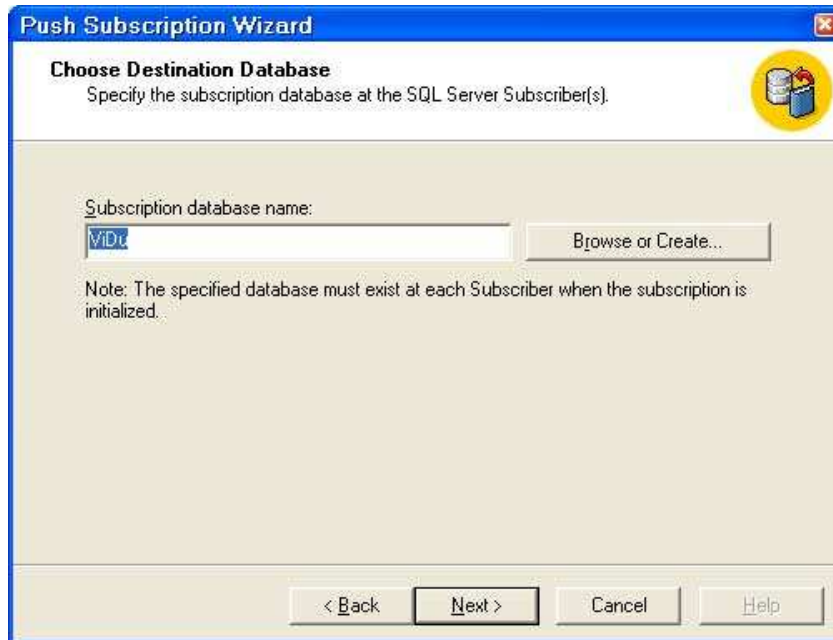 Push Subscription Wizard
Choose Destination Database
Specify the subscription database at the SQL Server Subscriber(s).
Subscription database name:
ViDu
Browse or Create...
Note: The specified database must exist at each Subscriber when the subscription is
initialized.
< Back
Next >
Cancel
Help